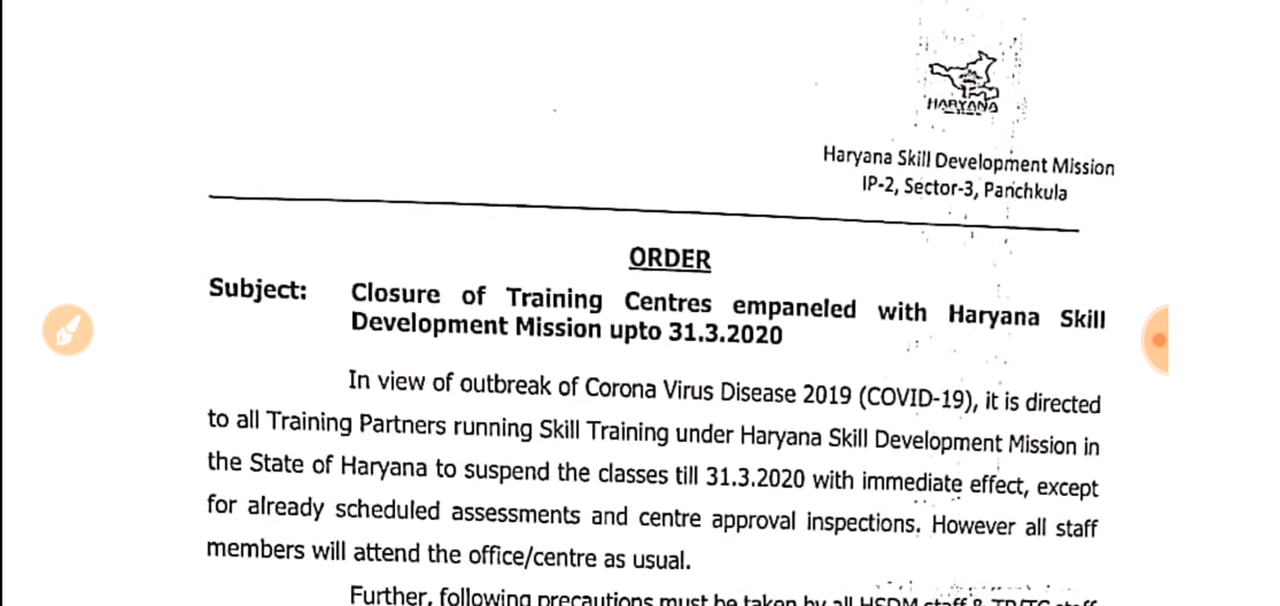 HARYANA
Haryana Skill Development Mission
IP-2, Sector-3, Panchkula
ORDER
Subject: Closure of Training Centres empaneled with Haryana Skill
Development Mission upto 31.3.2020
In view of outbreak of Corona Virus Disease 2019 (COVID-19), it is directed
to all Training Partners running Skill Training under Haryana Skill Development Mission in
the State of Haryana to suspend the classes till 31.3.2020 with immediate effect, except
for already scheduled assessments and centre approval inspections. However all staff
members will attend the office/centre as usual.
Further, following precautions must be taken by all HSDM staff & TP/TC staff